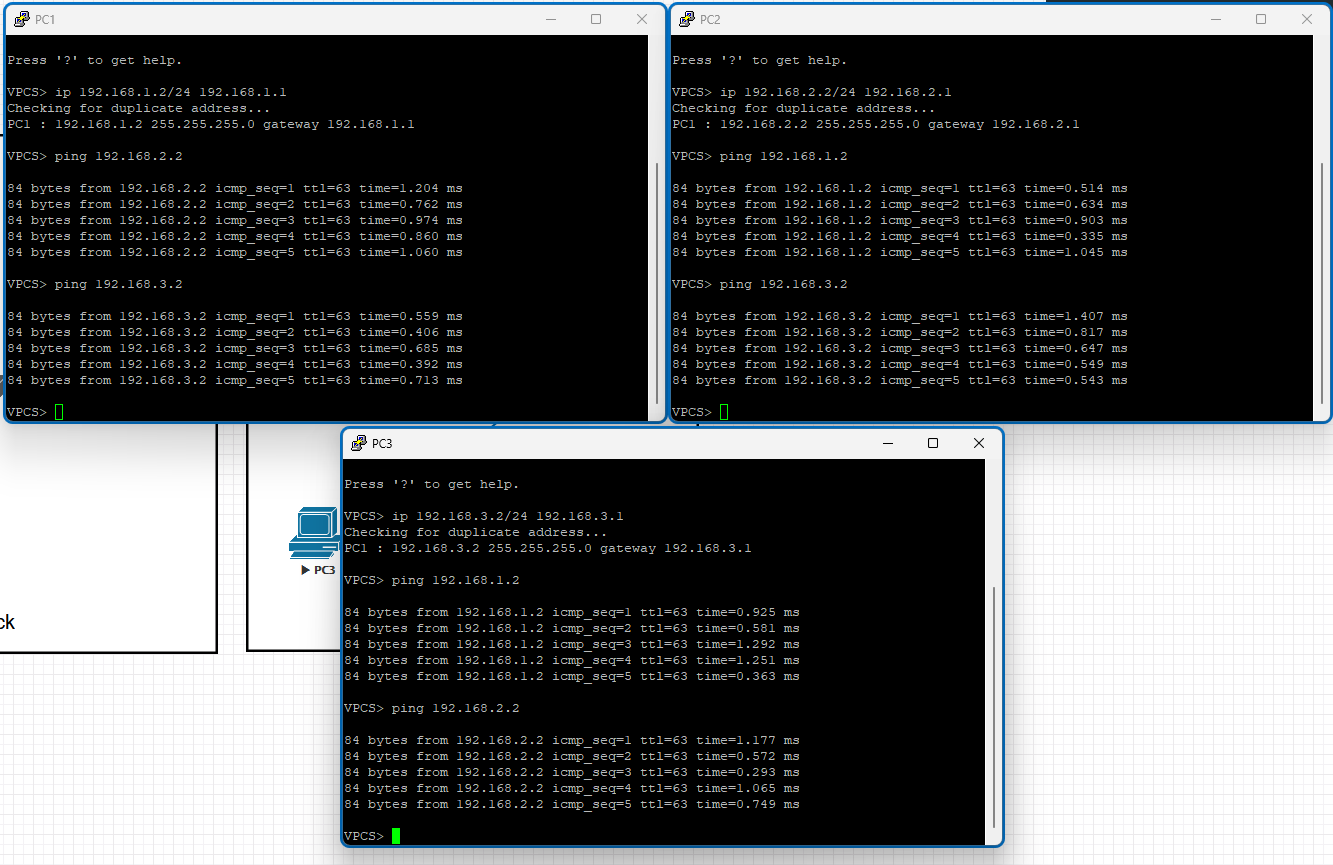 PC1
Press '?' to get help.
VPCS> ip 192.168.1.2/24 192.168.1.1
Checking for duplicate address...
PC1 : 192.168.1.2 255.255.255.0 gateway 192.168.1.1
VPCS> ping 192.168.2.2
84 bytes from 192.168.2.2 icmp_seq=1 ttl=63 time=1.204 ms
84 bytes from 192.168.2.2 icmp_seq=2 ttl=63 time=0.762 ms
84 bytes from 192.168.2.2 icmp_seq=3 ttl=63 time=0.974 ms
84 bytes from 192.168.2.2 icmp_seq=4 ttl=63 time=0.860 ms
84 bytes from 192.168.2.2 icmp_seq=5 ttl=63 time=1.060 ms
VPCS> ping 192.168.3.2
84 bytes from 192.168.3.2 icmp_seq=1 ttl=63 time=0.559 ms
84 bytes from 192.168.3.2 icmp_seq=2 ttl=63 time=0.406 ms
84 bytes from 192.168.3.2 icmp_seq=3 ttl=63 time=0.685 ms
84 bytes from 192.168.3.2 icmp_seq=4 ttl=63 time=0.392 ms
84 bytes from 192.168.3.2 icmp_seq=5 ttl=63 time=0.713 ms
VPCS>
PC2
Press '?' to get help.
VPCS> ip 192.168.2.2/24 192.168.2.1
Checking for duplicate address...
PC1 : 192.168.2.2 255.255.255.0 gateway 192.168.2.1
VPCS> ping 192.168.1.2
84 bytes from 192.168.1.2 icmp_seq=1 ttl=63 time=0.514 ms
84 bytes from 192.168.1.2 icmp_seq=2 ttl=63 time=0.634 ms
84 bytes from 192.168.1.2 icmp_seq=3 ttl=63 time=0.903 ms
84 bytes from 192.168.1.2 icmp_seq=4 ttl=63 time=0.335 ms
84 bytes from 192.168.1.2 icmp_seq=5 ttl=63 time=1.045 ms
VPCS> ping 192.168.3.2
84 bytes from 192.168.3.2 icmp_seq=1 ttl=63 time=1.407 ms
84 bytes from 192.168.3.2 icmp_seq=2 ttl=63 time=0.817 ms
84 bytes from 192.168.3.2 icmp_seq=3 ttl=63 time=0.647 ms
84 bytes from 192.168.3.2 icmp_seq=4 ttl=63 time=0.549 ms
84 bytes from 192.168.3.2 icmp_seq=5 ttl=63 time=0.543 ms
VPCS>
PC3
Press '?' to get help.
VPCS> ip 192.168.3.2/24 192.168.3.1
Checking for duplicate address...
PC1 : 192.168.3.2 255.255.255.0 gateway 192.168.3.1
VPCS> ping 192.168.1.2
84 bytes from 192.168.1.2 icmp_seq=1 ttl=63 time=0.925 ms
84 bytes from 192.168.1.2 icmp_seq=2 ttl=63 time=0.581 ms
84 bytes from 192.168.1.2 icmp_seq=3 ttl=63 time=1.292 ms
84 bytes from 192.168.1.2 icmp_seq=4 ttl=63 time=1.251 ms
84 bytes from 192.168.1.2 icmp_seq=5 ttl=63 time=0.363 ms
VPCS> ping 192.168.2.2
84 bytes from 192.168.2.2 icmp_seq=1 ttl=63 time=1.177 ms
84 bytes from 192.168.2.2 icmp_seq=2 ttl=63 time=0.572 ms
84 bytes from 192.168.2.2 icmp_seq=3 ttl=63 time=0.293 ms
84 bytes from 192.168.2.2 icmp_seq=4 ttl=63 time=1.065 ms
84 bytes from 192.168.2.2 icmp_seq=5 ttl=63 time=0.749 ms
VPCS>
PC3
ck